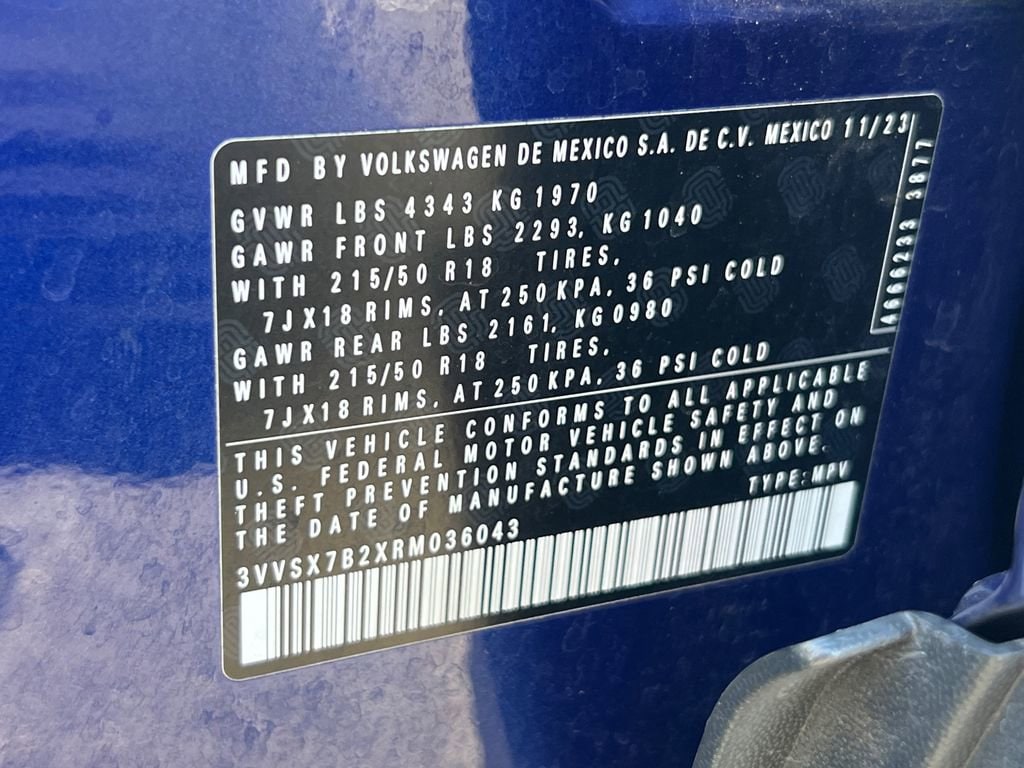 MFD BY VOLKSWAGEN DE MEXICO S.A. DE C.V. MEXICO 11/23
GVWR LBS 4343 KG 1970
GAWR FRONT LBS 2293, KG 1040
WITH 215/50 R18 TIRES,
7J X18 RIMS, AT 250 KPA, 36 PSI COLD
GAWR REAR LBS 2161, KG 0980
WITH 215/50 R18 TIRES,
7J X18 RIMS, AT 250 KPA, 36 PSI COLD
THIS VEHICLE CONFORMS TO ALL APPLICABLE
U.S. FEDERAL MOTOR VEHICLE SAFETY AND
THEFT PREVENTION STANDARDS IN EFFECT ON
THE DATE OF MANUFACTURE SHOWN ABOVE.
TYPE: MPV
3VVSX7B2XRM036043
3877